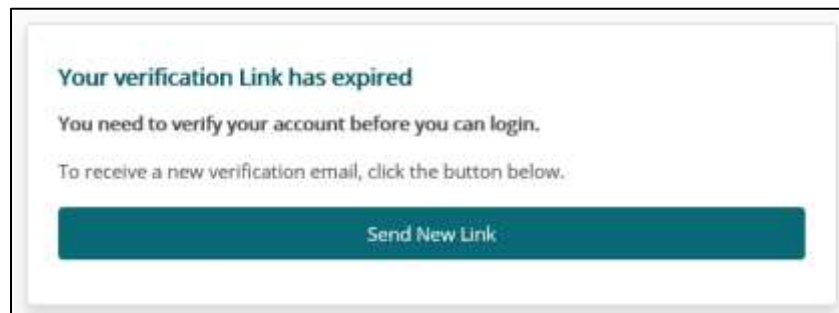 Your verification Link has expired
You need to verify your account before you can login.
To receive a new verification email, click the button below.
Send New Link